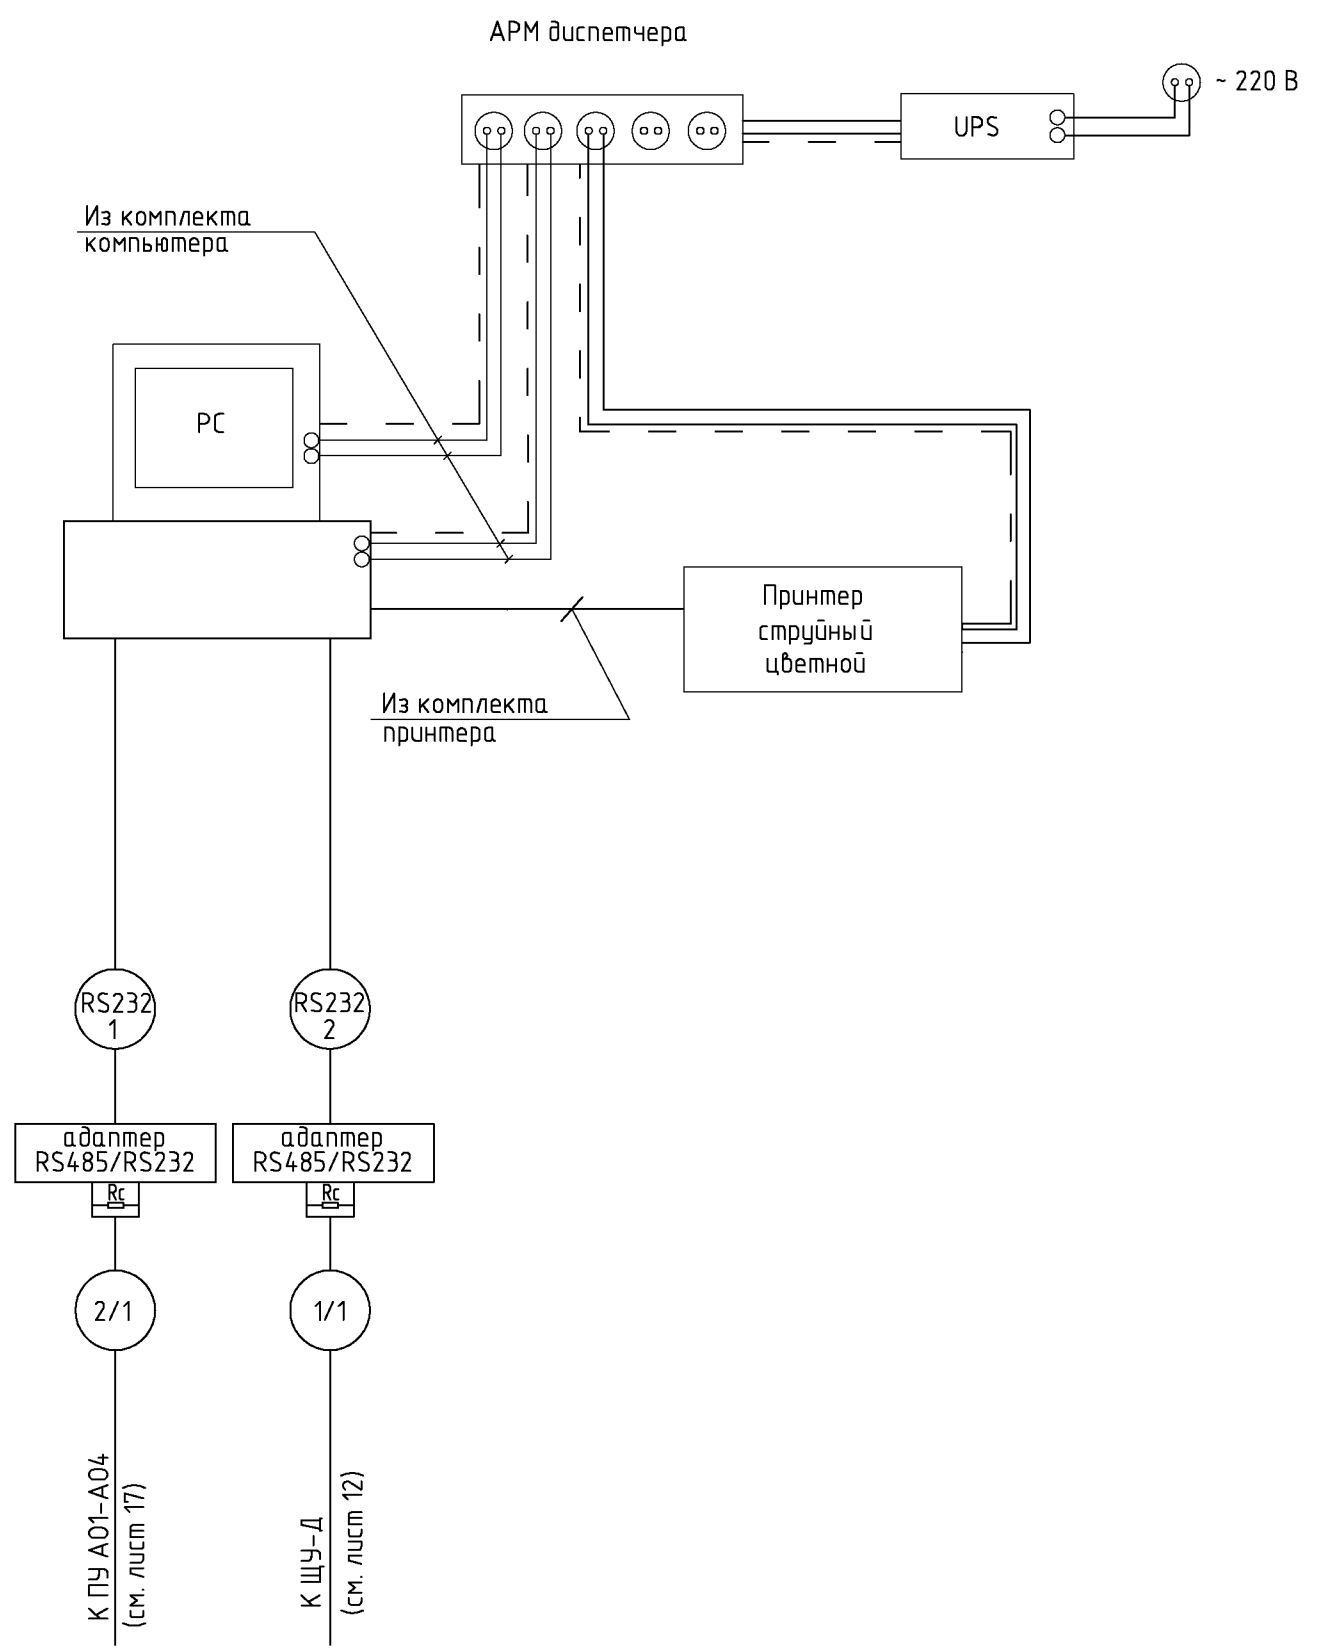 АРМ диспетчера
~ 220 В
UPS
Из комплекта
компьютера
PC
Принтер
струйный
цветной
Из комплекта
принтера
RS232
1
RS232
2
адаптер
RS485/RS232
адаптер
RS485/RS232
Rc
Rc
2/1
1/1
К ПУ А01-А04
(см. лист 17)
К ЩУ-Д
(см. лист 12)